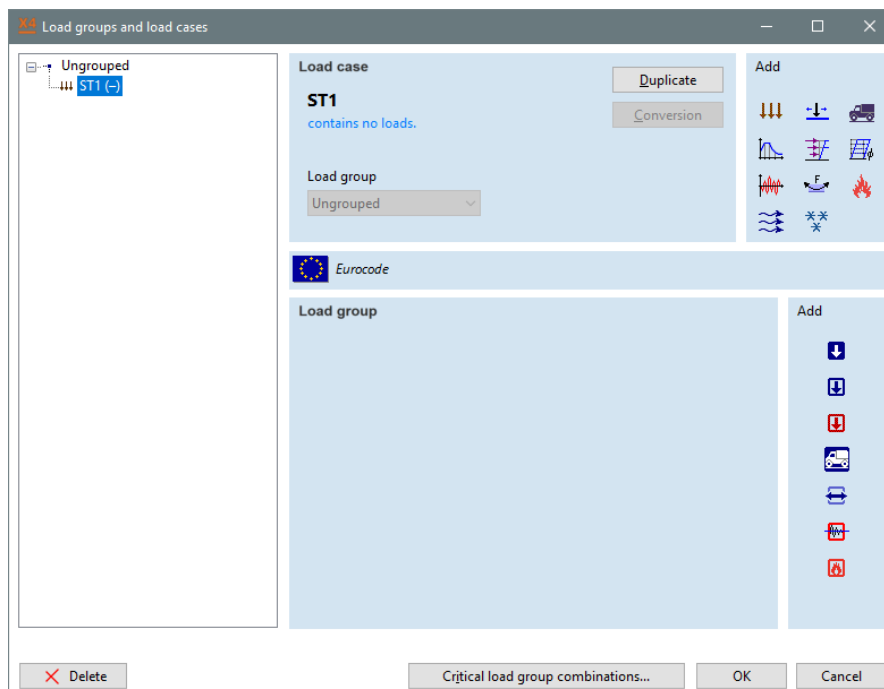 X4 Load groups and load cases
Ungrouped
ST1 (–)
Load case
ST1
contains no loads.
Duplicate
Conversion
Load group
Ungrouped
Add
F
ϕ
Eurocode
Load group
Add
Delete
Critical load group combinations...
OK
Cancel